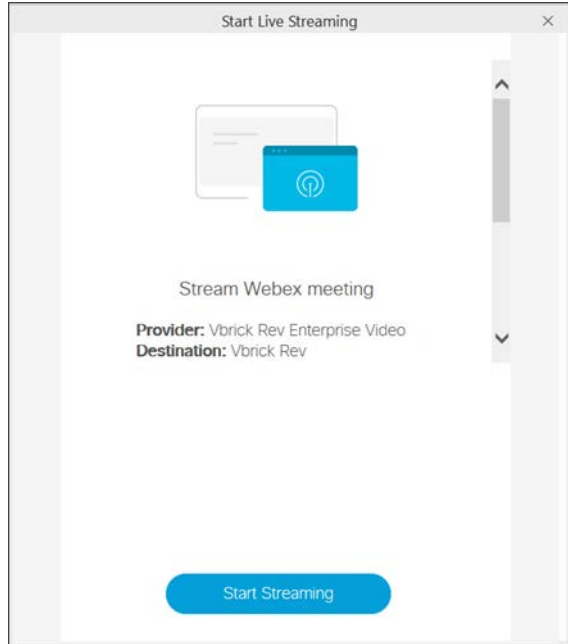 Start Live Streaming
Stream Webex meeting
Provider: Vbrick Rev Enterprise Video
Destination: Vbrick Rev
Start Streaming